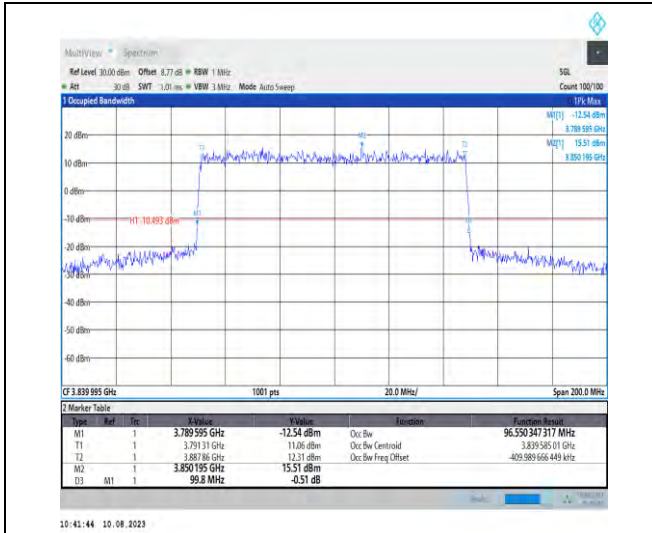 MultiView Spectrum
Ref Level 30.00 dBm Offset 8.77 dB RBW 1 MHz SGL
Att 30 dB SWT 1.01 ms VBW 3 MHz Mode Auto Sweep Count 100/100
1 Occupied Bandwidth 1Pk Max
M1[1] -12.54 dBm
3.789 595 GHz
M2[1] 15.51 dBm
3.850 195 GHz
20 dBm
M2
T2
10 dBm
0 dBm
M1
-10 dBm
H1 -10.493 dBm
-20 dBm
-40 dBm
-50 dBm
-60 dBm
CF 3.839 995 GHz 1001 pts 20.0 MHz/ Span 200.0 MHz
2 Marker Table
Type Ref Trc X-Value Y-Value Function Function Result
M1 1 3.789 595 GHz -12.54 dBm Occ Bw 96.550 347 317 MHz
T1 1 3.791 31 GHz 11.06 dBm Occ Bw Centroid 3.839 585 01 GHz
T2 1 3.887 86 GHz 12.31 dBm Occ Bw Freq Offset -409.989 666 449 kHz
M2 1 3.850 195 GHz 15.51 dBm
D3 M1 1 99.8 MHz -0.51 dB
10:41:44 10.08.2023